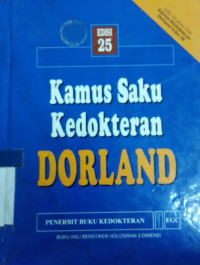 EDISI
25
Kamus Saku
Kedokteran
DORLAND
PENERBIT BUKU KEDOKTERAN EGC
BUKU ASLI BERSTIKER HOLOGRAM 3 DIMENSI